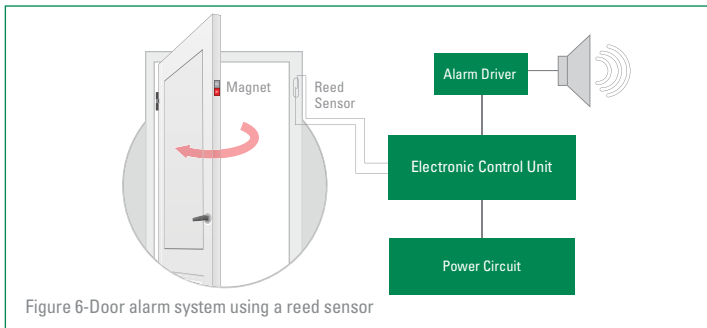 Alarm Driver
Magnet
Reed
Sensor
Electronic Control Unit
Power Circuit
Figure 6-Door alarm system using a reed sensor